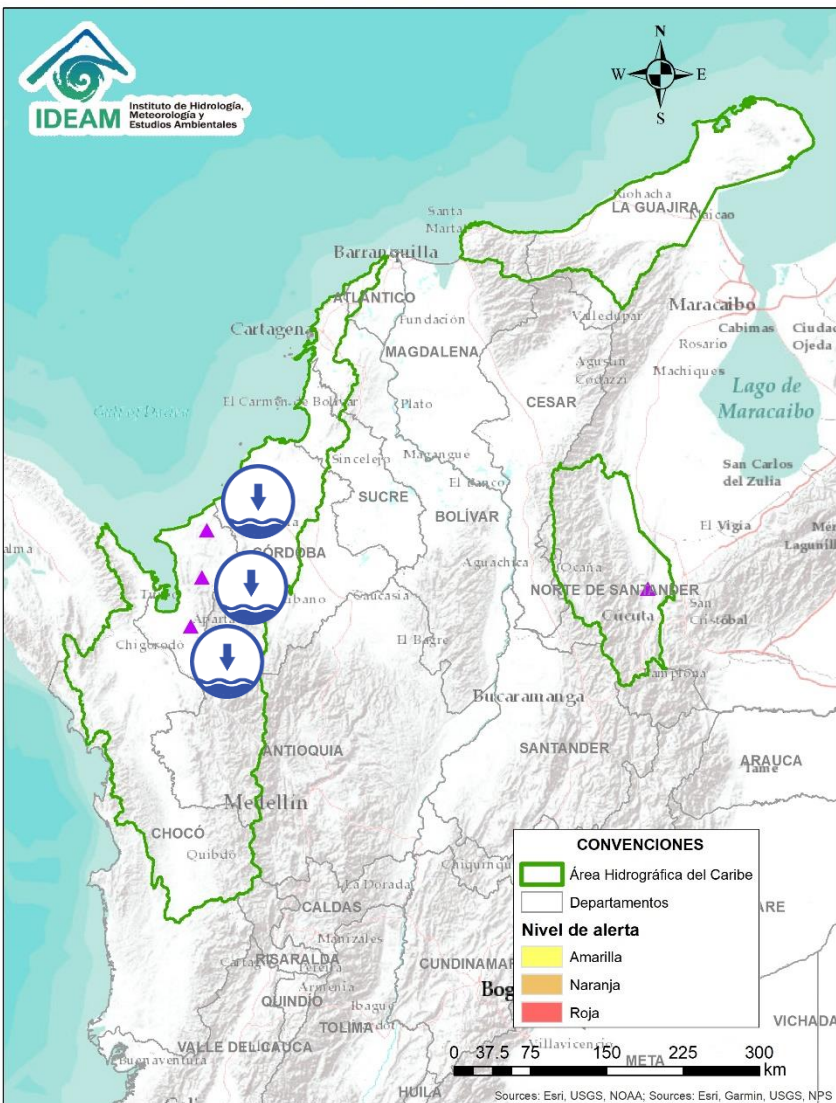 IDEAM
Instituto de Hidrología,
Meteorología y
Estudios Ambientales
N
W
E
S
Riohacha
LA GUAJIRA
Maicao
Santa
Marta
Barranquilla
ATLÁNTICO
Maracaibo
Cabimas
Ciudad
Ojeda
Cartagena
Fundación
Valledupar
Rosario
MAGDALENA
Machiques
Agustín
Codazzi
Lago de
Maracaibo
CESAR
El Carmen de Bolívar
Plato
Sincelejo
Magangué
San Carlos
del Zulia
SUCRE
El Banco
BOLÍVAR
El Vigía
CÓRDOBA
Aguachica
Ocaña
NORTE DE SANTANDER
Caucasia
San
Cristóbal
Cucuta
Chigorodó
El Bagre
Pamplona
Bucaramanga
ANTIOQUIA
SANTANDER
ARAUCA
Tame
Medellín
CHOCÓ
Quibdó
La Dorada
CALDAS
Manizales
RISARALDA
Pereira
Armenia
QUINDÍO
Ibagué
TOLIMA
VALLE DEL CAUCA
Buenaventura
HUILA
Villavicencio
META
VICHADA
CONVENCIONES
Área Hidrográfica del Caribe
Departamentos
Nivel de alerta
Amarilla
Naranja
Roja
0 37.5 75 150 225 300
km
Sources: Esri, USGS, NOAA; Sources: Esri, Garmin, USGS, NPS